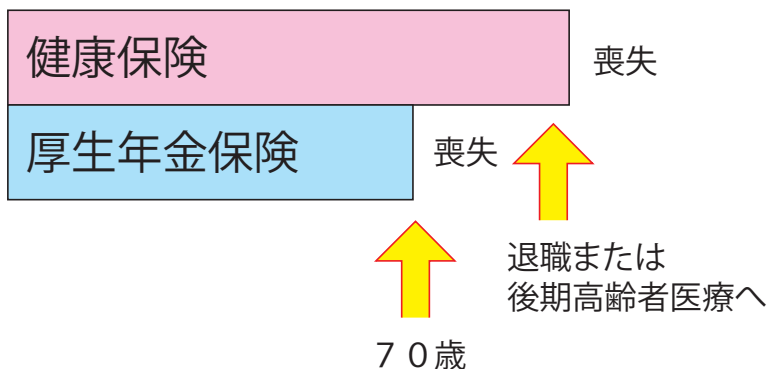 健康保険
喪失
厚生年金保険
喪失
退職または
後期高齢者医療へ
７０歳